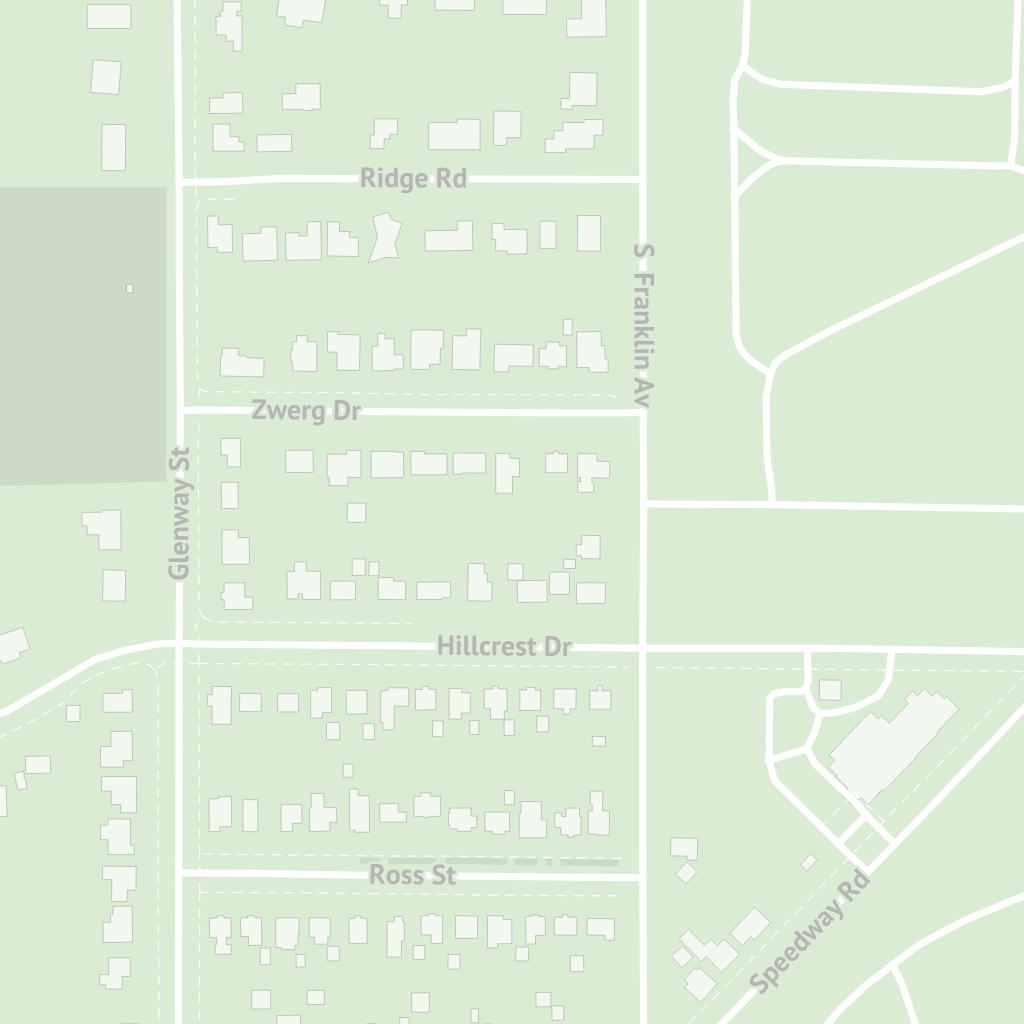 Ridge Rd
S Franklin Av
Zwerg Dr
Glenway St
Hillcrest Dr
Ross St
Speedway Rd